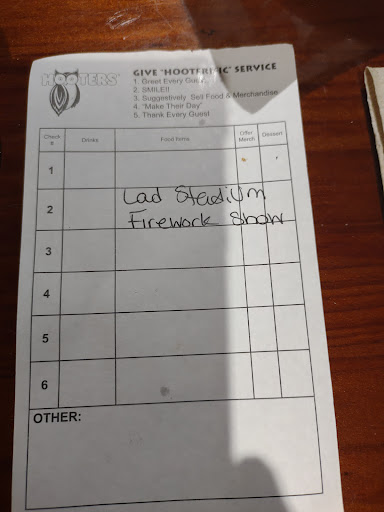 HOOTERS
GIVE "HOOTERIFIC" SERVICE
1. Greet Every Guest
2. SMILE!!
3. Suggestively Sell Food & Merchandise
4. "Make Their Day"
5. Thank Every Guest
Check # Drinks Food Items Offer Merch Dessert
1
2 Lad Stadium
Firework Show
3
4
5
6
OTHER: